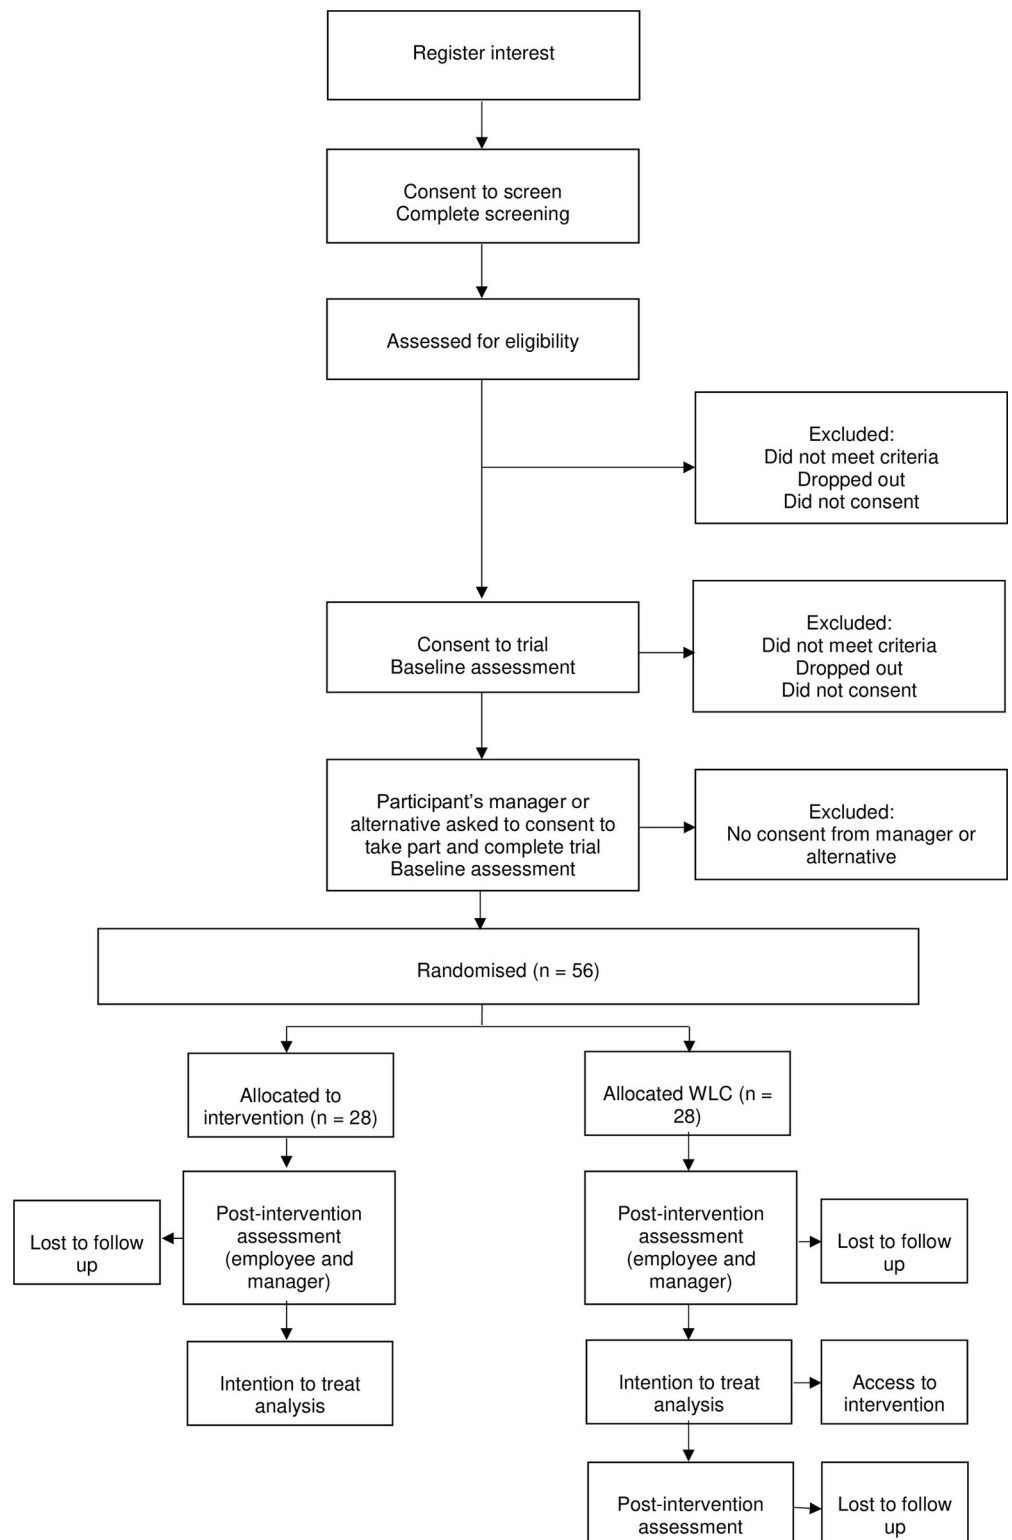 Register interest
Consent to screen
Complete screening
Assessed for eligibility
Excluded:
Did not meet criteria
Dropped out
Did not consent
Consent to trial
Baseline assessment
Excluded:
Did not meet criteria
Dropped out
Did not consent
Participant's manager or
alternative asked to consent to
take part and complete trial
Baseline assessment
Excluded:
No consent from manager or
alternative
Randomised (n = 56)
Allocated to
intervention (n = 28)
Allocated WLC (n =
28)
Post-intervention
assessment
(employee and
manager)
Lost to follow
up
Post-intervention
assessment
(employee and
manager)
Lost to follow
up
Intention to treat
analysis
Intention to treat
analysis
Access to
intervention
Post-intervention
assessment
Lost to follow
up